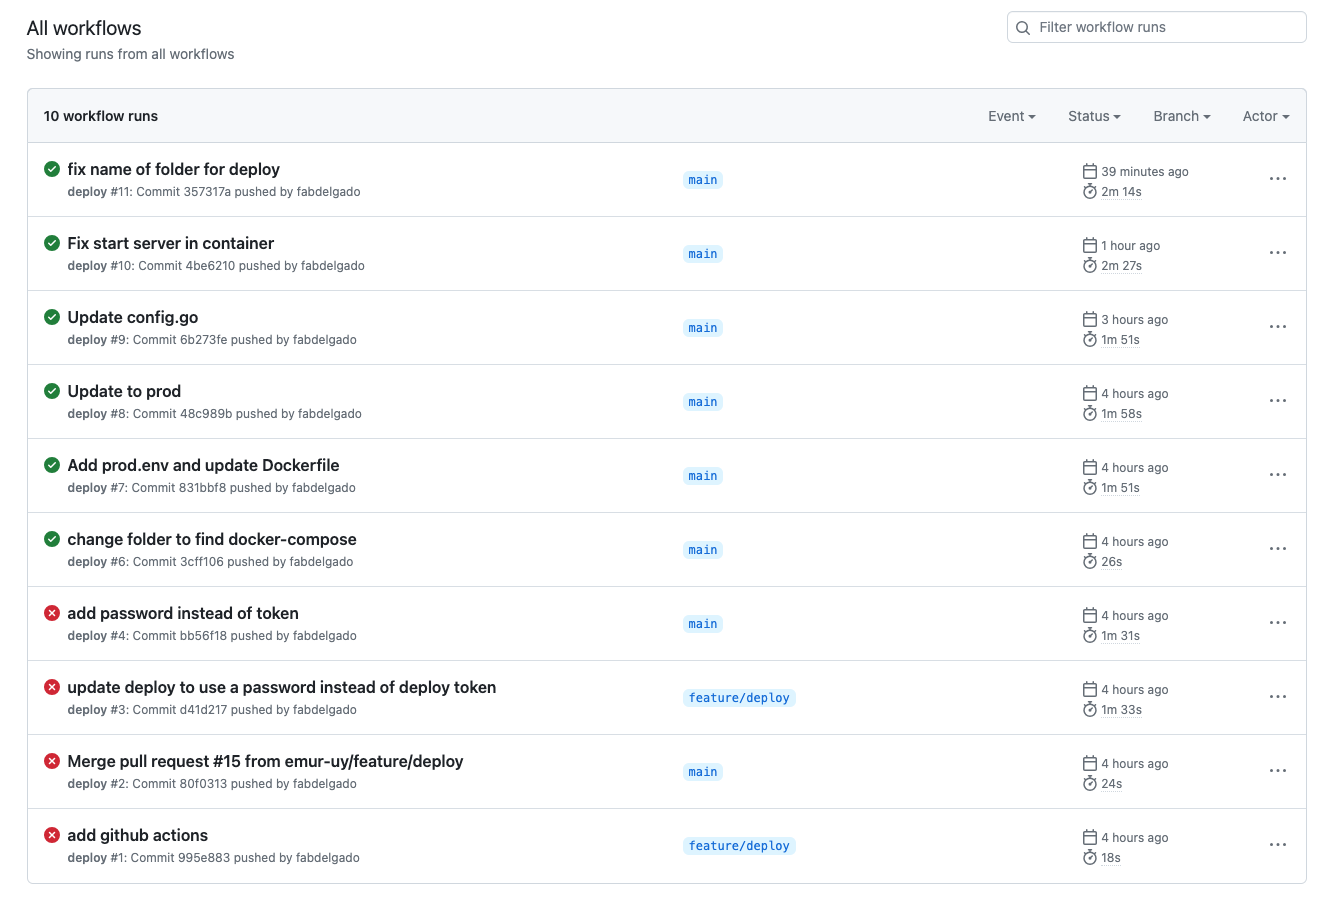 All workflows
Filter workflow runs
Showing runs from all workflows
10 workflow runs Event Status Branch Actor
fix name of folder for deploy
deploy #11: Commit 357317a pushed by fabdelgado
main
39 minutes ago
2m 14s
Fix start server in container
deploy #10: Commit 4be6210 pushed by fabdelgado
main
1 hour ago
2m 27s
Update config.go
deploy #9: Commit 6b273fe pushed by fabdelgado
main
3 hours ago
1m 51s
Update to prod
deploy #8: Commit 48c989b pushed by fabdelgado
main
4 hours ago
1m 58s
Add prod.env and update Dockerfile
deploy #7: Commit 831bbf8 pushed by fabdelgado
main
4 hours ago
1m 51s
change folder to find docker-compose
deploy #6: Commit 3cff106 pushed by fabdelgado
main
4 hours ago
26s
add password instead of token
deploy #4: Commit bb56f18 pushed by fabdelgado
main
4 hours ago
1m 31s
update deploy to use a password instead of deploy token
deploy #3: Commit d41d217 pushed by fabdelgado
feature/deploy
4 hours ago
1m 33s
Merge pull request #15 from emur-uy/feature/deploy
deploy #2: Commit 80f0313 pushed by fabdelgado
main
4 hours ago
24s
add github actions
deploy #1: Commit 995e883 pushed by fabdelgado
feature/deploy
4 hours ago
18s